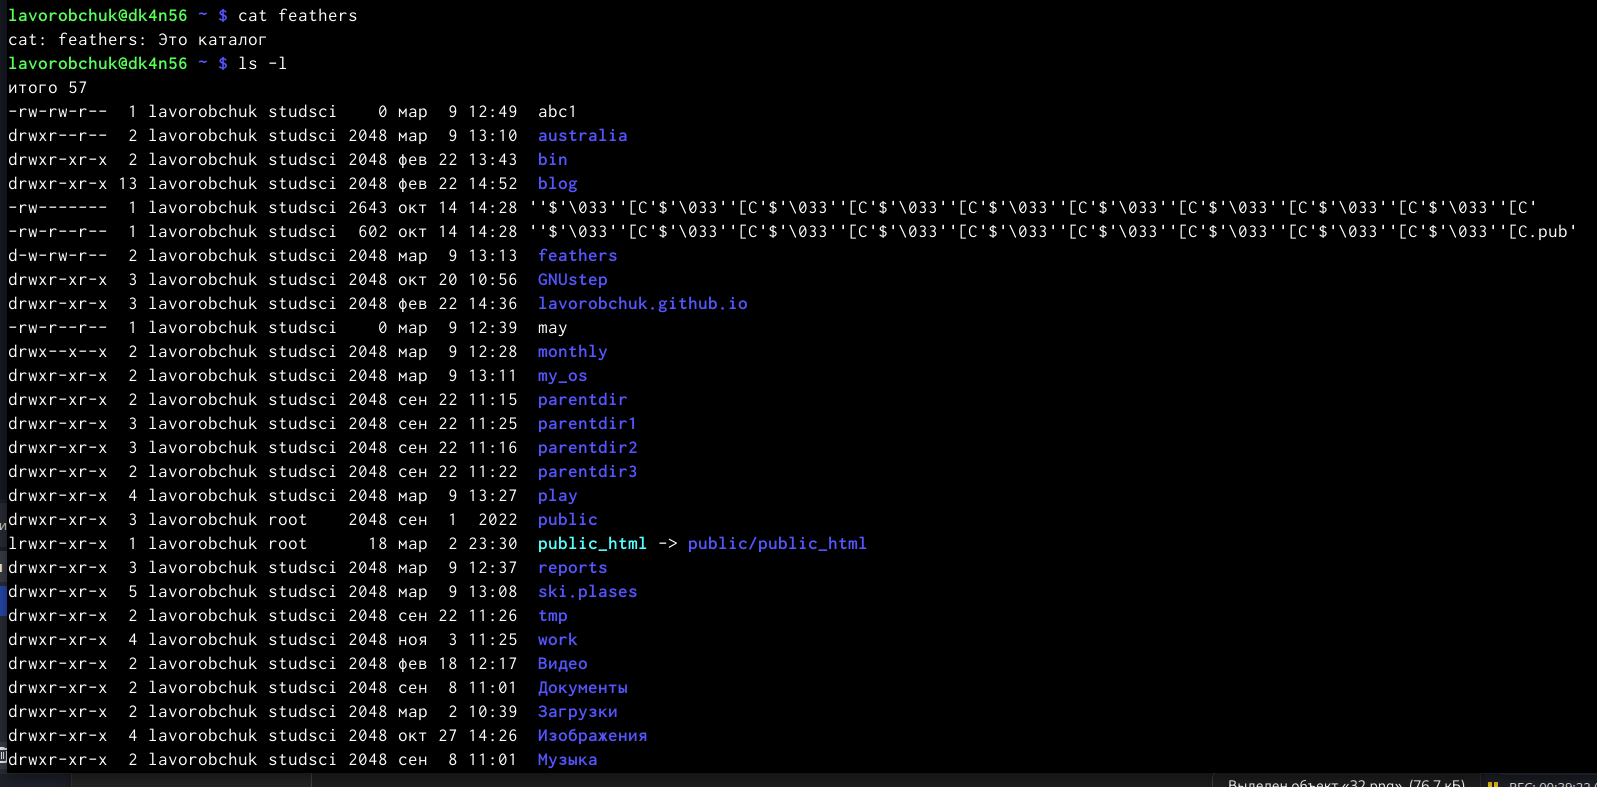 lavorobchuk@dk4n56 ~ $ cat feathers
cat: feathers: Это каталог
lavorobchuk@dk4n56 ~ $ ls -l
итого 57
-rw-rw-r--  1 lavorobchuk studsci    0 мар  9 12:49  abc1
drwxr--r--  2 lavorobchuk studsci 2048 мар  9 13:10  australia
drwxr-xr-x  2 lavorobchuk studsci 2048 фев 22 13:43  bin
drwxr-xr-x 13 lavorobchuk studsci 2048 фев 22 14:52  blog
-rw-------  1 lavorobchuk studsci 2643 окт 14 14:28 ''$'\033''[C'$'\033''[C'$'\033''[C'$'\033''[C'$'\033''[C'$'\033''[C'$'\033''[C'$'\033''[C'$'\033''[C'
-rw-r--r--  1 lavorobchuk studsci  602 окт 14 14:28 ''$'\033''[C'$'\033''[C'$'\033''[C'$'\033''[C'$'\033''[C'$'\033''[C'$'\033''[C'$'\033''[C'$'\033''[C.pub'
d-w-rw-r--  2 lavorobchuk studsci 2048 мар  9 13:13  feathers
drwxr-xr-x  3 lavorobchuk studsci 2048 окт 20 10:56  GNUstep
drwxr-xr-x  3 lavorobchuk studsci 2048 фев 22 14:36  lavorobchuk.github.io
-rw-r--r--  1 lavorobchuk studsci    0 мар  9 12:39  may
drwx--x--x  2 lavorobchuk studsci 2048 мар  9 12:28  monthly
drwxr-xr-x  2 lavorobchuk studsci 2048 мар  9 13:11  my_os
drwxr-xr-x  2 lavorobchuk studsci 2048 сен 22 11:15  parentdir
drwxr-xr-x  3 lavorobchuk studsci 2048 сен 22 11:25  parentdir1
drwxr-xr-x  3 lavorobchuk studsci 2048 сен 22 11:16  parentdir2
drwxr-xr-x  2 lavorobchuk studsci 2048 сен 22 11:22  parentdir3
drwxr-xr-x  4 lavorobchuk studsci 2048 мар  9 13:27  play
drwxr-xr-x  3 lavorobchuk root    2048 сен  1  2022  public
lrwxr-xr-x  1 lavorobchuk root      18 мар  2 23:30  public_html -> public/public_html
drwxr-xr-x  3 lavorobchuk studsci 2048 мар  9 12:37  reports
drwxr-xr-x  5 lavorobchuk studsci 2048 мар  9 13:08  ski.plases
drwxr-xr-x  2 lavorobchuk studsci 2048 сен 22 11:26  tmp
drwxr-xr-x  4 lavorobchuk studsci 2048 ноя  3 11:25  work
drwxr-xr-x  2 lavorobchuk studsci 2048 фев 18 12:17  Видео
drwxr-xr-x  2 lavorobchuk studsci 2048 сен  8 11:01  Документы
drwxr-xr-x  2 lavorobchuk studsci 2048 мар  2 10:39  Загрузки
drwxr-xr-x  4 lavorobchuk studsci 2048 окт 27 14:26  Изображения
drwxr-xr-x  2 lavorobchuk studsci 2048 сен  8 11:01  Музыка
Выделен объект «32.png» (76,7 кБ)